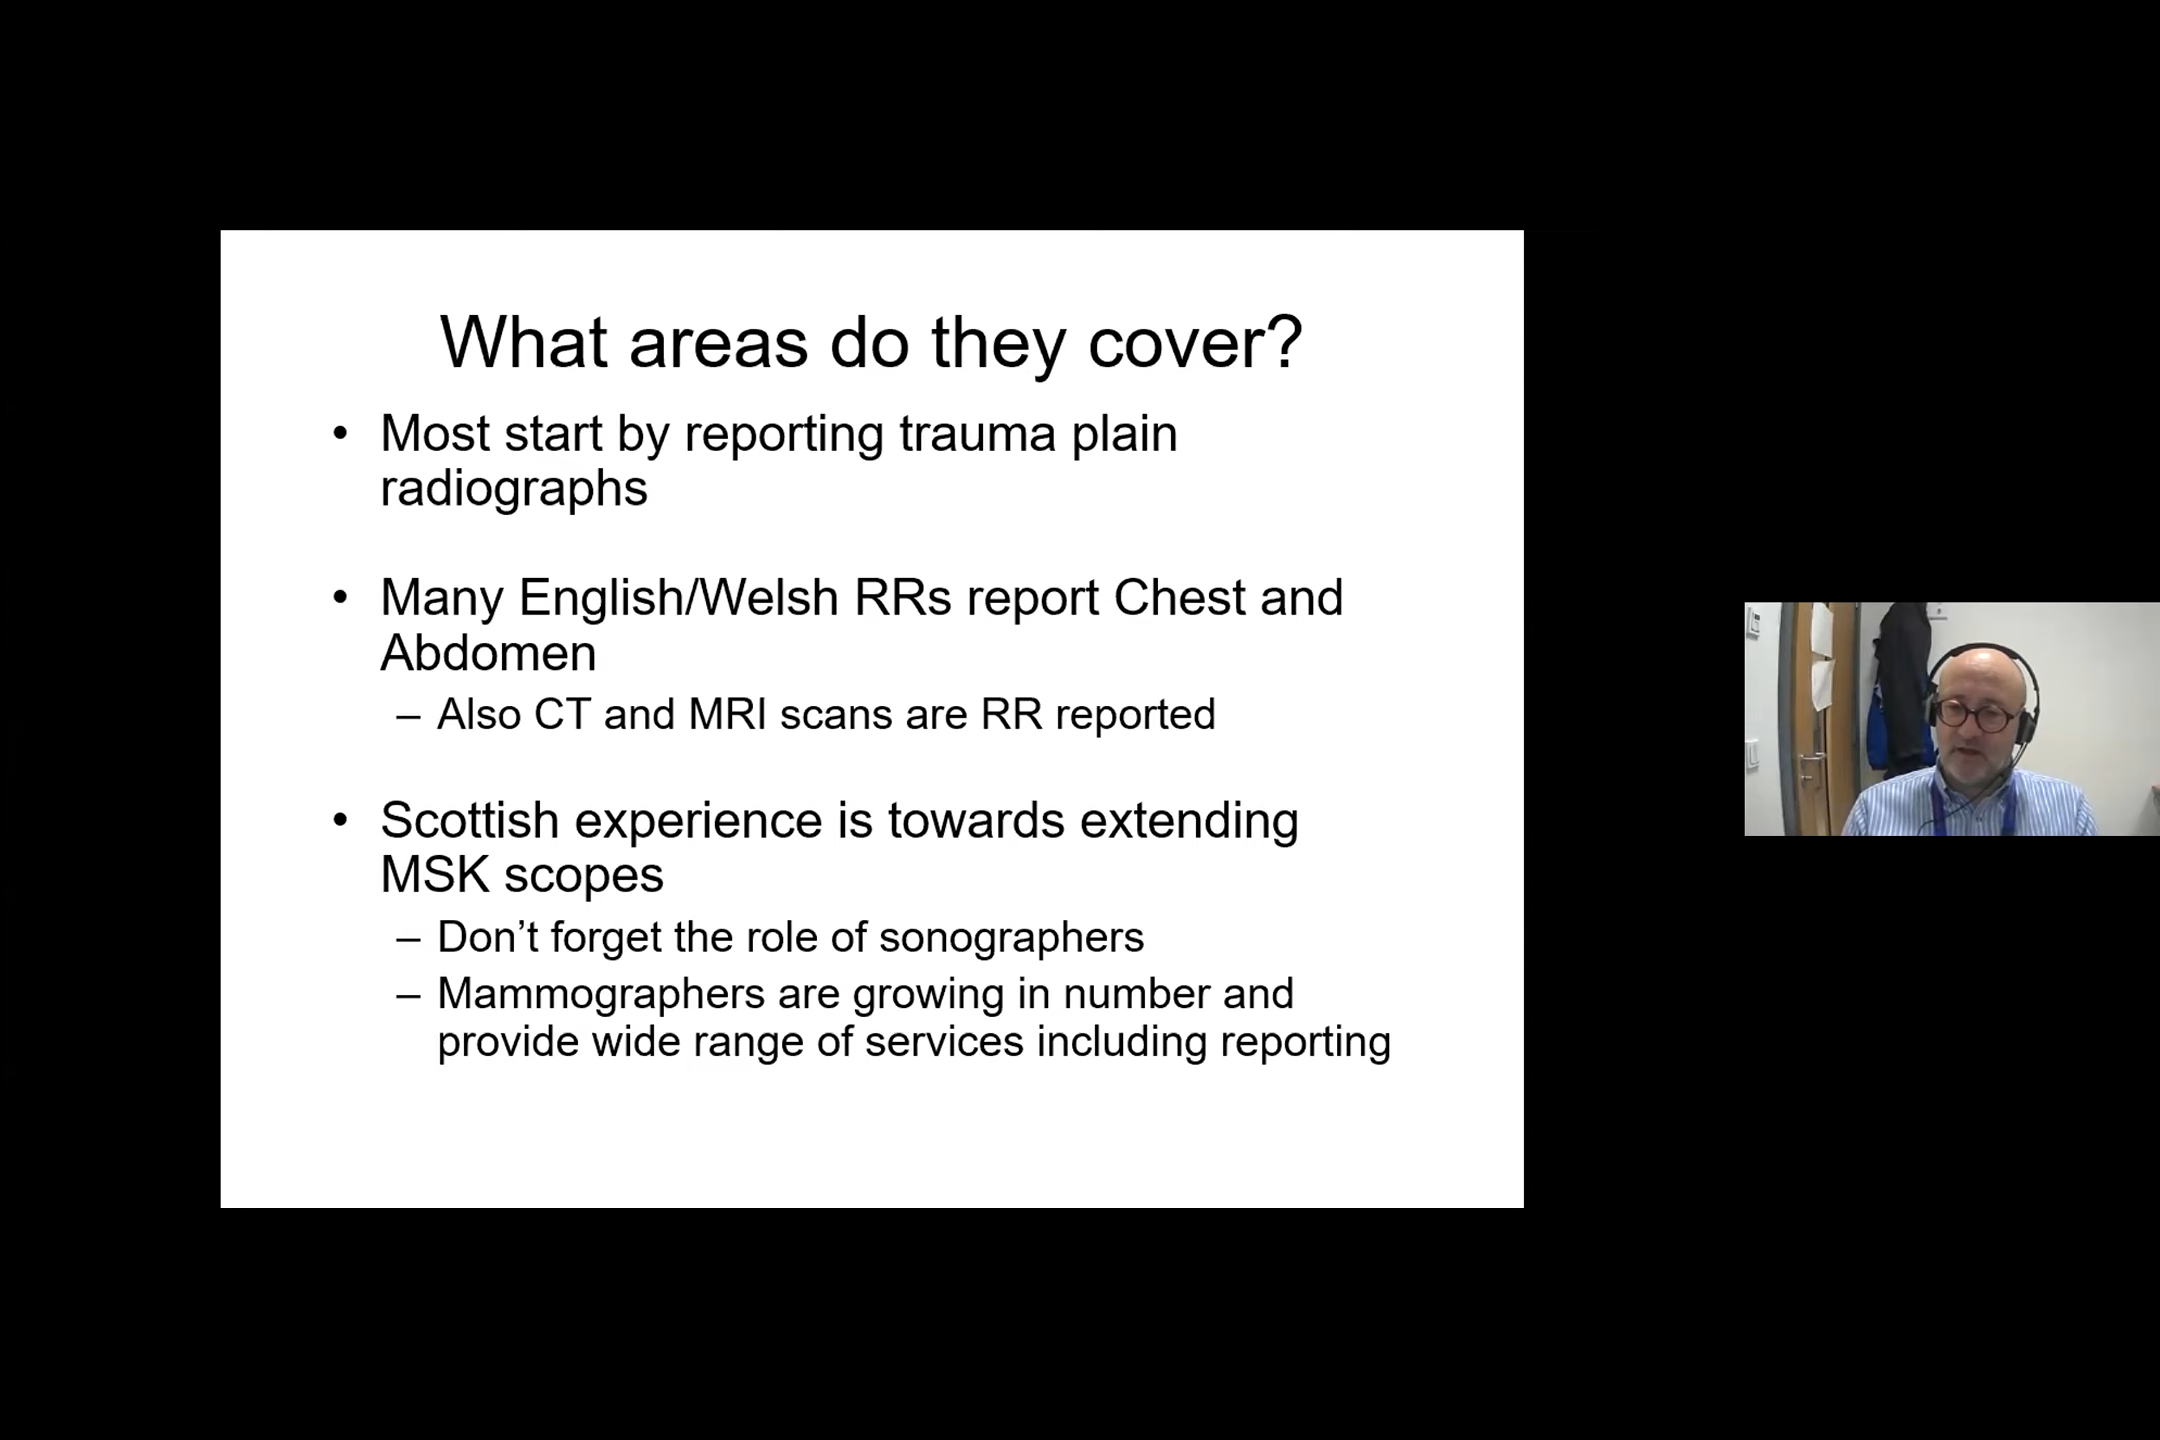 What areas do they cover?
• Most start by reporting trauma plain
radiographs
• Many English/Welsh RRs report Chest and
Abdomen
– Also CT and MRI scans are RR reported
• Scottish experience is towards extending
MSK scopes
– Don’t forget the role of sonographers
– Mammographers are growing in number and
provide wide range of services including reporting